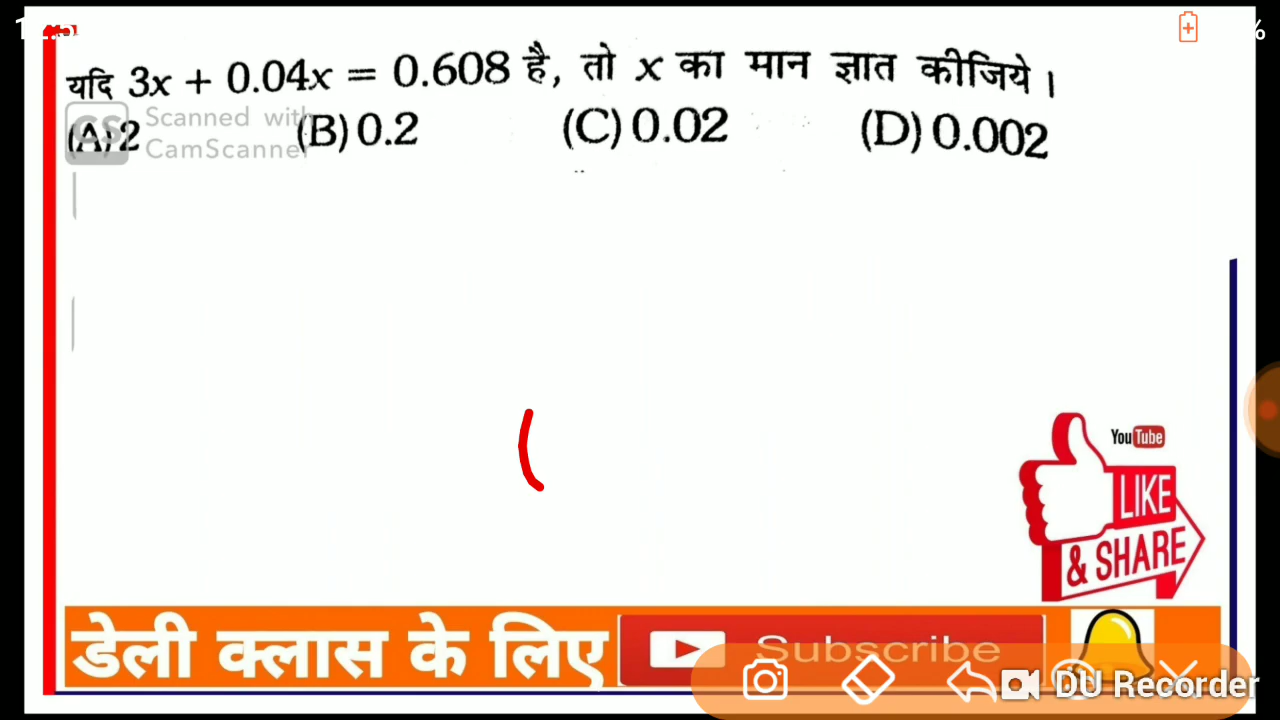 यदि 3x + 0.04x = 0.608 है, तो x का मान ज्ञात कीजिये।
(A) 2 (B) 0.2 (C) 0.02 (D) 0.002
Scanned with
CamScanner
YouTube
LIKE
& SHARE
डेली क्लास के लिए
Subscribe
DU Recorder